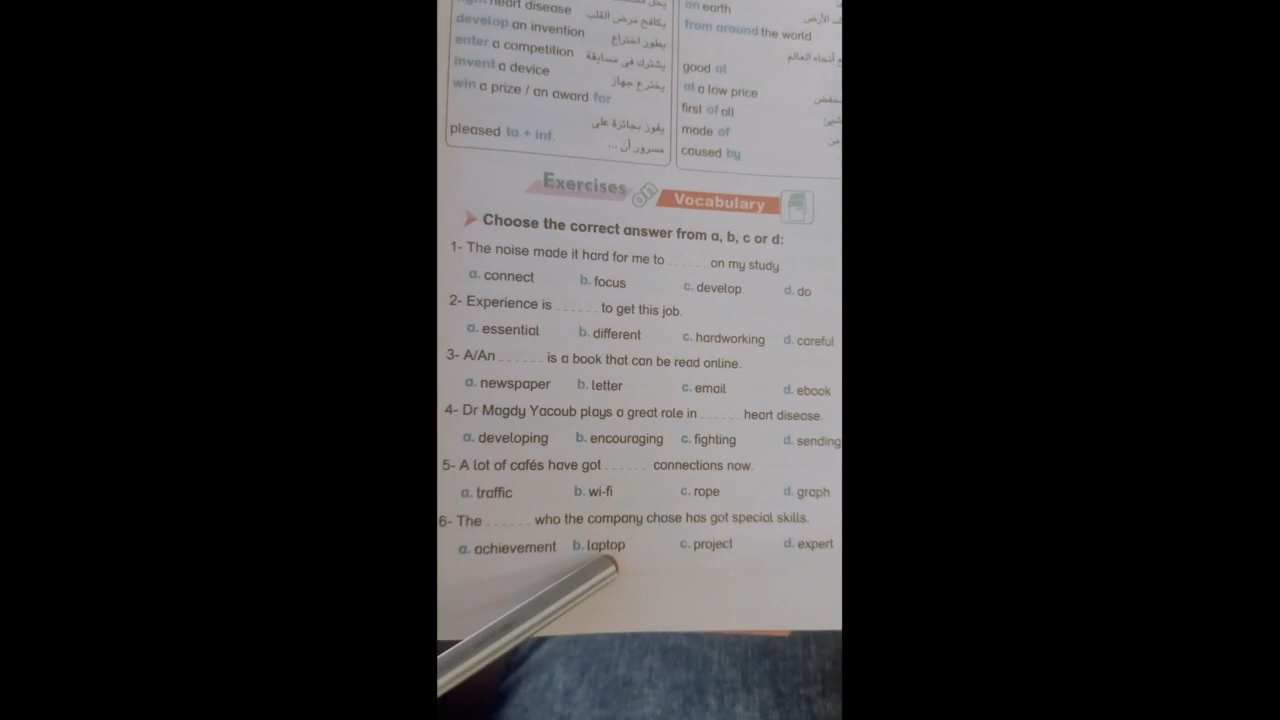 heart disease يكافح مرض القلب
develop an invention يطور اختراع
enter a competition يشترك فى مسابقة
invent a device يخترع جهاز
win a prize / an award for
يفوز بجائزة على
pleased to + inf. مسرور أن ...
on earth
from around the world
أنحاء العالم
good at
at a low price
first of all
made of من
caused by
Exercises Vocabulary
Choose the correct answer from a, b, c or d:
1- The noise made it hard for me to ...... on my study.
a. connect b. focus c. develop d. do
2- Experience is ...... to get this job.
a. essential b. different c. hardworking d. careful
3- A/An ...... is a book that can be read online.
a. newspaper b. letter c. email d. ebook
4- Dr Magdy Yacoub plays a great role in ...... heart disease.
a. developing b. encouraging c. fighting d. sending
5- A lot of cafés have got ...... connections now.
a. traffic b. wi-fi c. rope d. graph
6- The ...... who the company chose has got special skills.
a. achievement b. laptop c. project d. expert